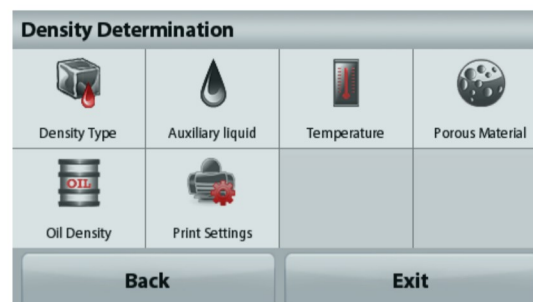 Density Determination
Density Type
Auxiliary liquid
Temperature
Porous Material
OIL
Oil Density
Print Settings
Back
Exit